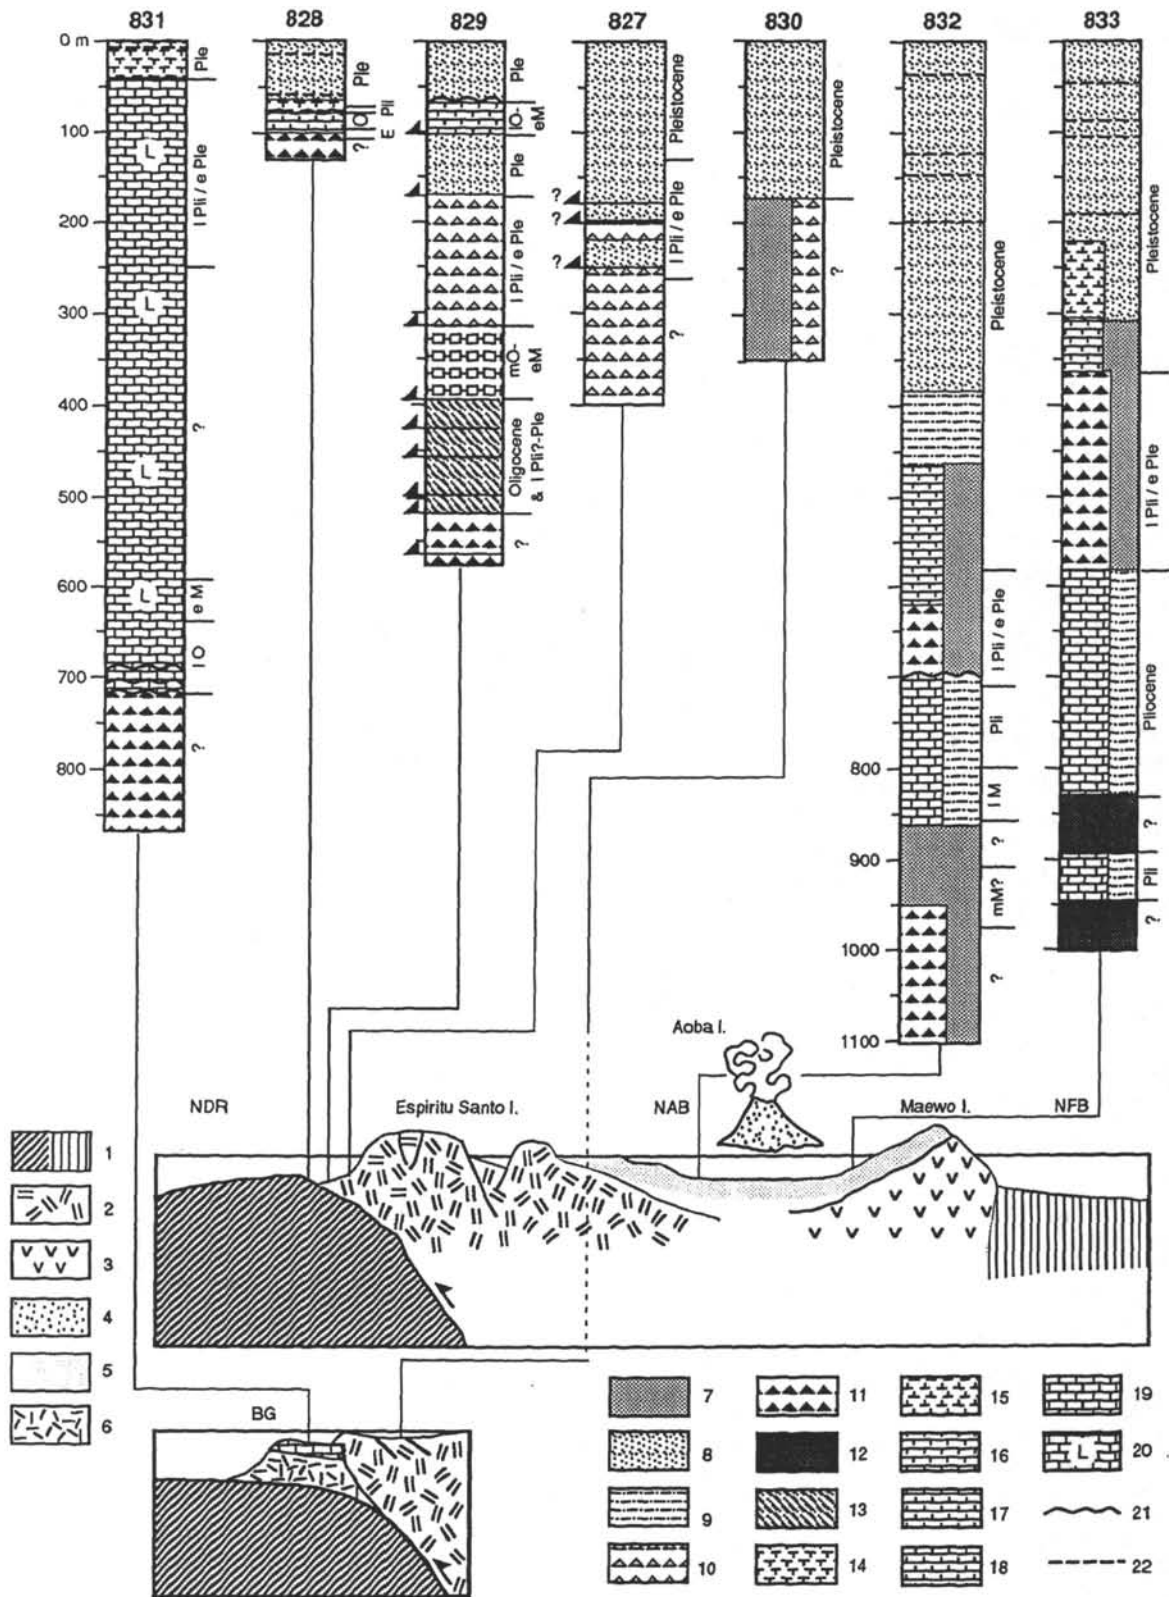 831 828 829 827 830 832 833
0 m
100
200
300
400
500
600
700
800
Ple
l Pli / e Ple
?
e M
l O
?
Ple
Pli
O
E
?
Ple
lO-eM
Ple
l Pli / e Ple
mO-eM
Oligocene & l Pli?-Ple
?
Pleistocene
l Pli / e Ple
?
?
?
?
Pleistocene
?
Pleistocene
l Pli / e Ple
Pli
l M
?
mM?
?
800
900
1000
1100
Pleistocene
l Pli / e Ple
Pliocene
?
Pli
?
L
L
L
L
Aoba I.
NDR Espiritu Santo I. NAB Maewo I. NFB
BG
1
2
3
4
5
6
7 11 15 19
8 12 16 L 20
9 13 17 21
10 14 18 22